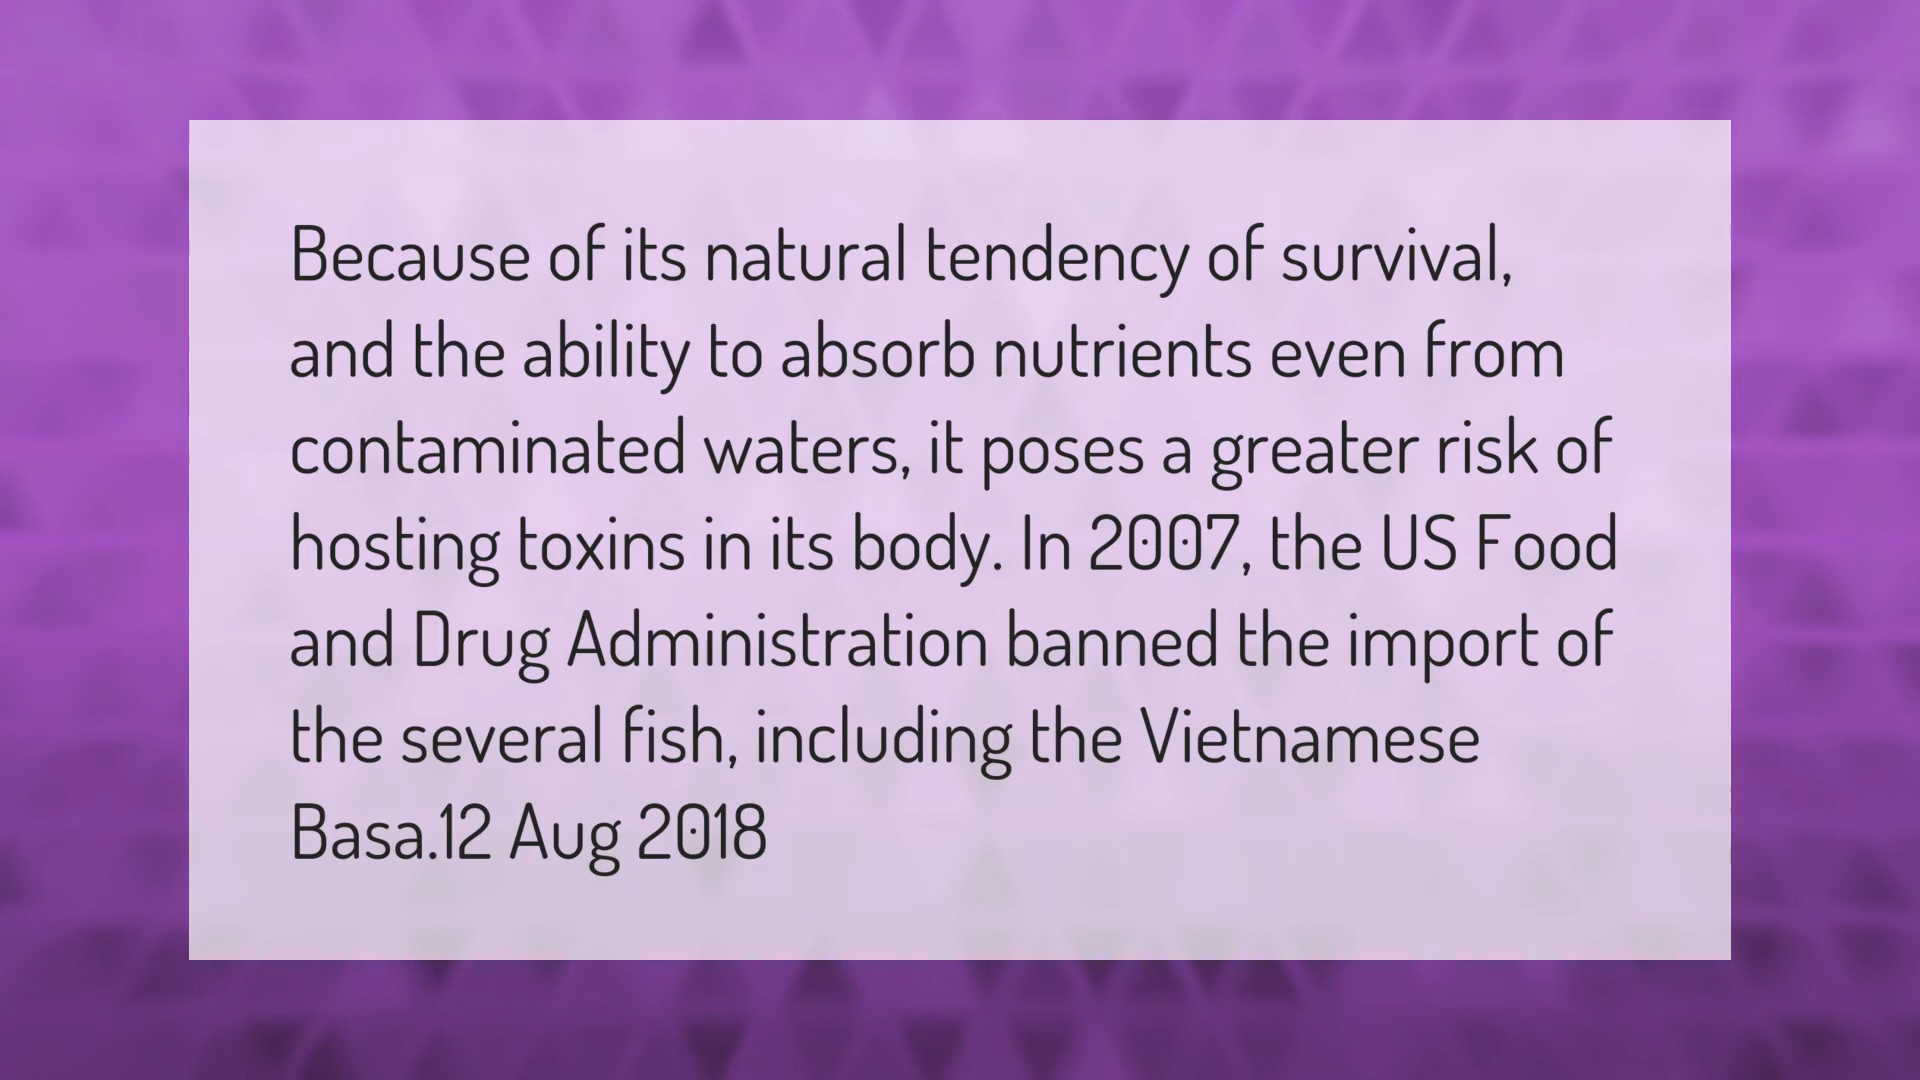 Because of its natural tendency of survival,
and the ability to absorb nutrients even from
contaminated waters, it poses a greater risk of
hosting toxins in its body. In 2007, the US Food
and Drug Administration banned the import of
the several fish, including the Vietnamese
Basa.12 Aug 2018